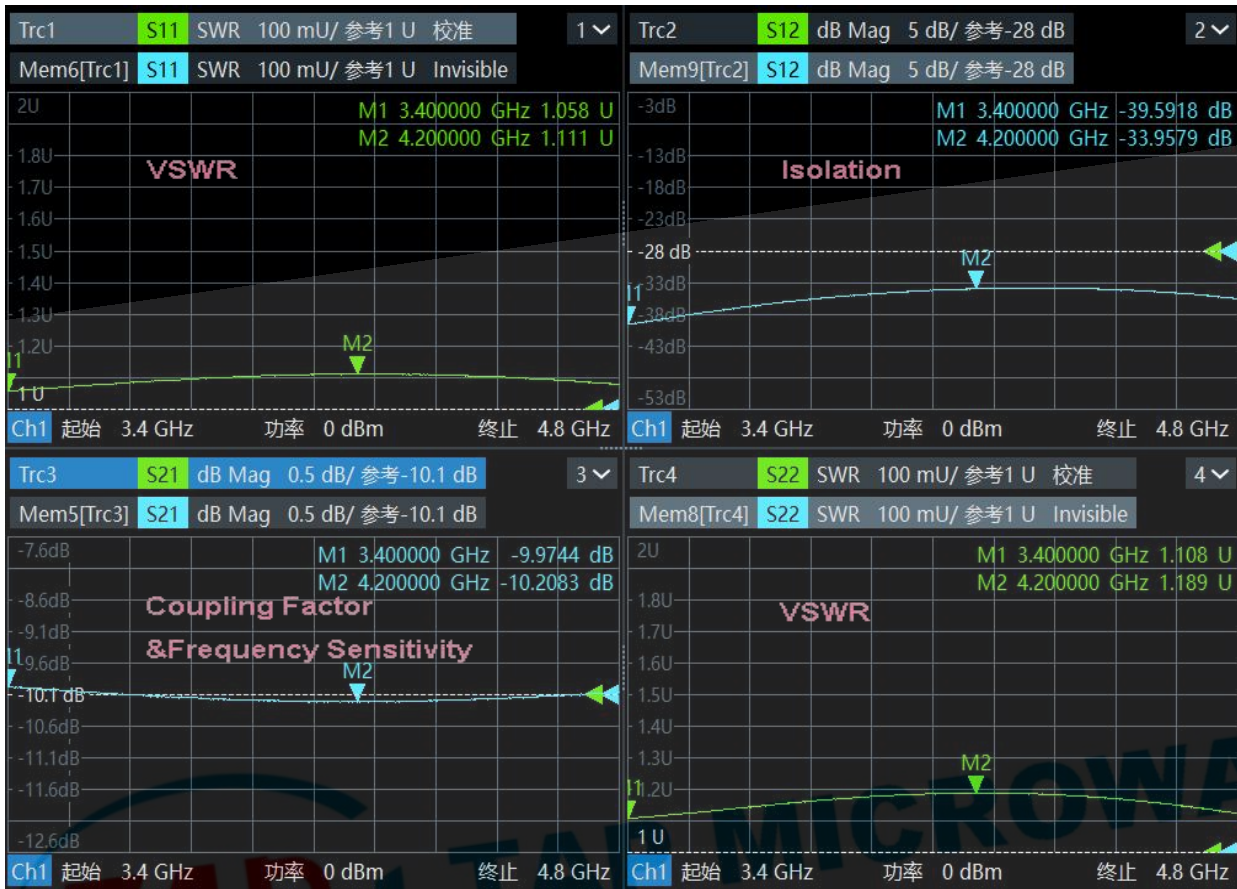 Trc1 S11 SWR 100 mU/ 参考1 U 校准 1
Mem6[Trc1] S11 SWR 100 mU/ 参考1 U Invisible
2U
M1 3.400000 GHz 1.058 U
M2 4.200000 GHz 1.111 U
1.8U
VSWR
1.7U
1.6U
1.5U
1.4U
1.3U
1.2U
M2
1 U
Ch1 起始 3.4 GHz 功率 0 dBm 终止 4.8 GHz
Trc2 S12 dB Mag 5 dB/ 参考-28 dB 2
Mem9[Trc2] S12 dB Mag 5 dB/ 参考-28 dB
-3dB
M1 3.400000 GHz -39.5918 dB
M2 4.200000 GHz -33.9579 dB
-13dB
Isolation
-18dB
-23dB
-28 dB
M2
-33dB
-38dB
-43dB
-53dB
Ch1 起始 3.4 GHz 功率 0 dBm 终止 4.8 GHz
Trc3 S21 dB Mag 0.5 dB/ 参考-10.1 dB 3
Mem5[Trc3] S21 dB Mag 0.5 dB/ 参考-10.1 dB
-7.6dB
M1 3.400000 GHz -9.9744 dB
M2 4.200000 GHz -10.2083 dB
-8.6dB
Coupling Factor
-9.1dB
&Frequency Sensitivity
-9.6dB
M2
-10.1 dB
-10.6dB
-11.1dB
-11.6dB
-12.6dB
Ch1 起始 3.4 GHz 功率 0 dBm 终止 4.8 GHz
Trc4 S22 SWR 100 mU/ 参考1 U 校准 4
Mem8[Trc4] S22 SWR 100 mU/ 参考1 U Invisible
2U
M1 3.400000 GHz 1.108 U
M2 4.200000 GHz 1.189 U
1.8U
VSWR
1.7U
1.6U
1.5U
1.4U
1.3U
M2
1.2U
1 U
Ch1 起始 3.4 GHz 功率 0 dBm 终止 4.8 GHz